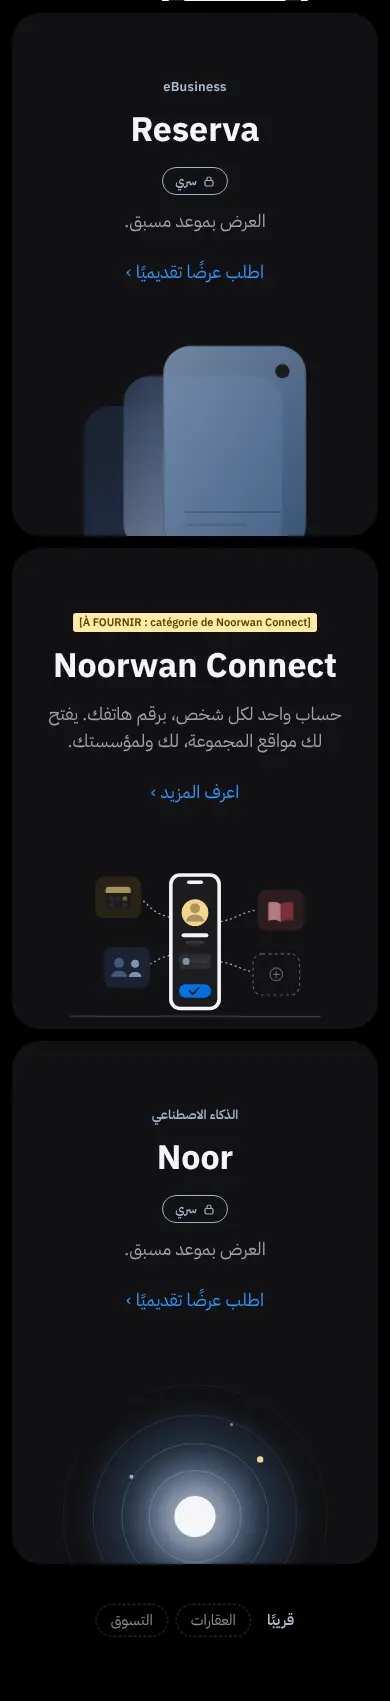 eBusiness
Reserva
سري
العرض بموعد مسبق.
اطلب عرضًا تقديميًا ›
[À FOURNIR : catégorie de Noorwan Connect]
Noorwan Connect
حساب واحد لكل شخص، برقم هاتفك. يفتح
لك مواقع المجموعة، لك ولمؤسستك.
اعرف المزيد ›
الذكاء الاصطناعي
Noor
سري
العرض بموعد مسبق.
اطلب عرضًا تقديميًا ›
قريبًا العقارات التسوق